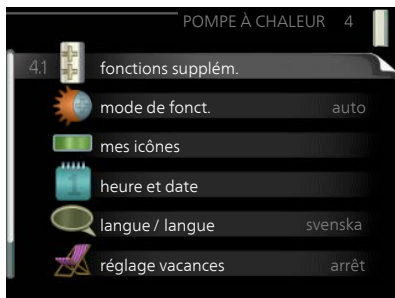 POMPE À CHALEUR 4
4.1 fonctions supplém.
mode de fonct. auto
mes icônes
1
heure et date
langue / langue svenska
réglage vacances arrêt